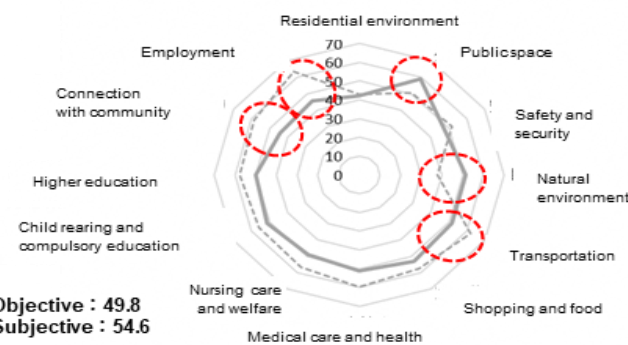 Residential environment
Employment
Public space
70
60
50
40
30
20
10
0
Connection
with community
Safety and
security
Higher education
Natural
environment
Child rearing and
compulsory education
Transportation
Nursing care
and welfare
Shopping and food
Objective : 49.8
Subjective : 54.6
Medical care and health